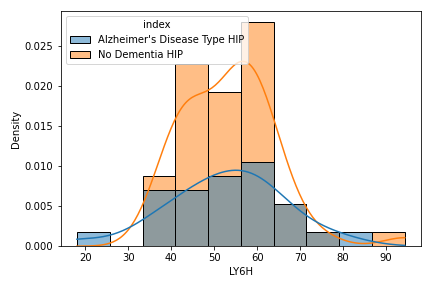 index
Alzheimer's Disease Type HIP
No Dementia HIP
0.025
0.020
0.015
0.010
0.005
0.000
Density
20 30 40 50 60 70 80 90
LY6H